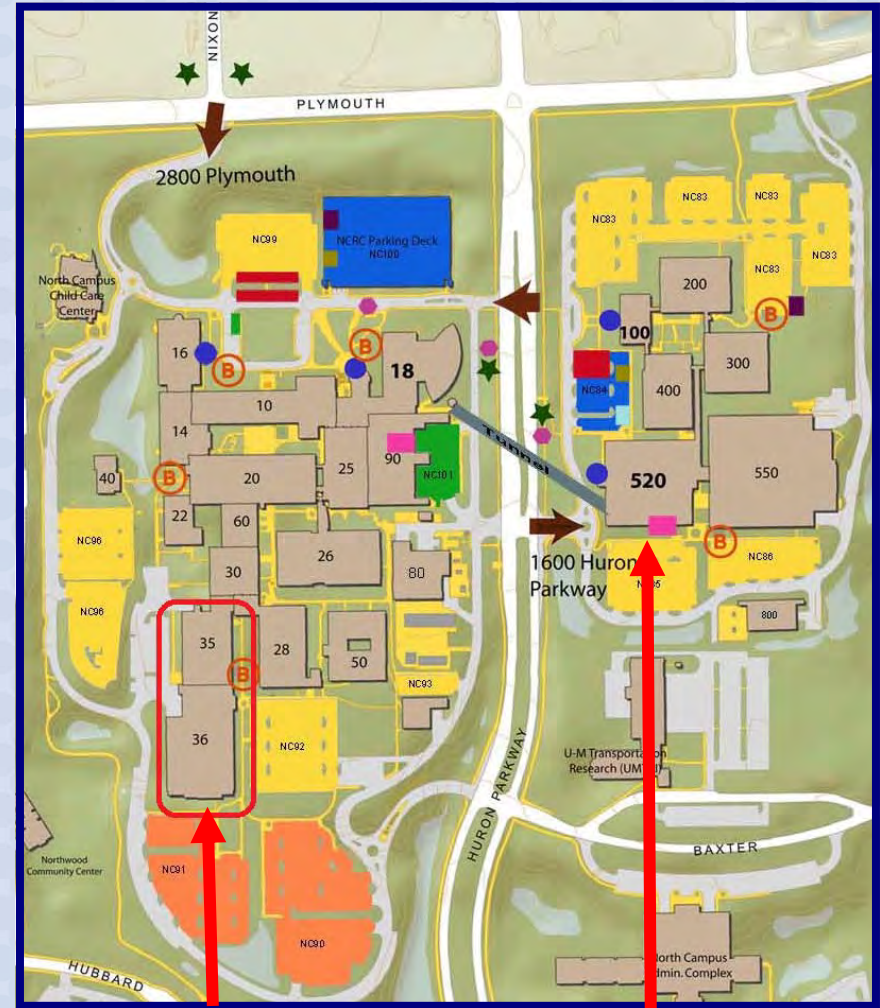 NIXON
PLYMOUTH
2800 Plymouth
NC99
NCRC Parking Deck
NC100
NC83
NC83
NC83
NC83
NC83
North Campus
Child Care
Center
200
100
300
16
18
400
NC84
10
14
Tunnel
90
NC101
25
20
40
520
550
22
60
NC96
26
30
80
1600 Huron
Parkway
NC86
NC96
35
28
50
800
NC93
36
NC92
U-M Transportation
Research
HURON PARKWAY
BAXTER
Northwood
Community Center
NC91
NC90
HUBBARD
North Campus
Admin. Complex
B
B
B
B
B
B